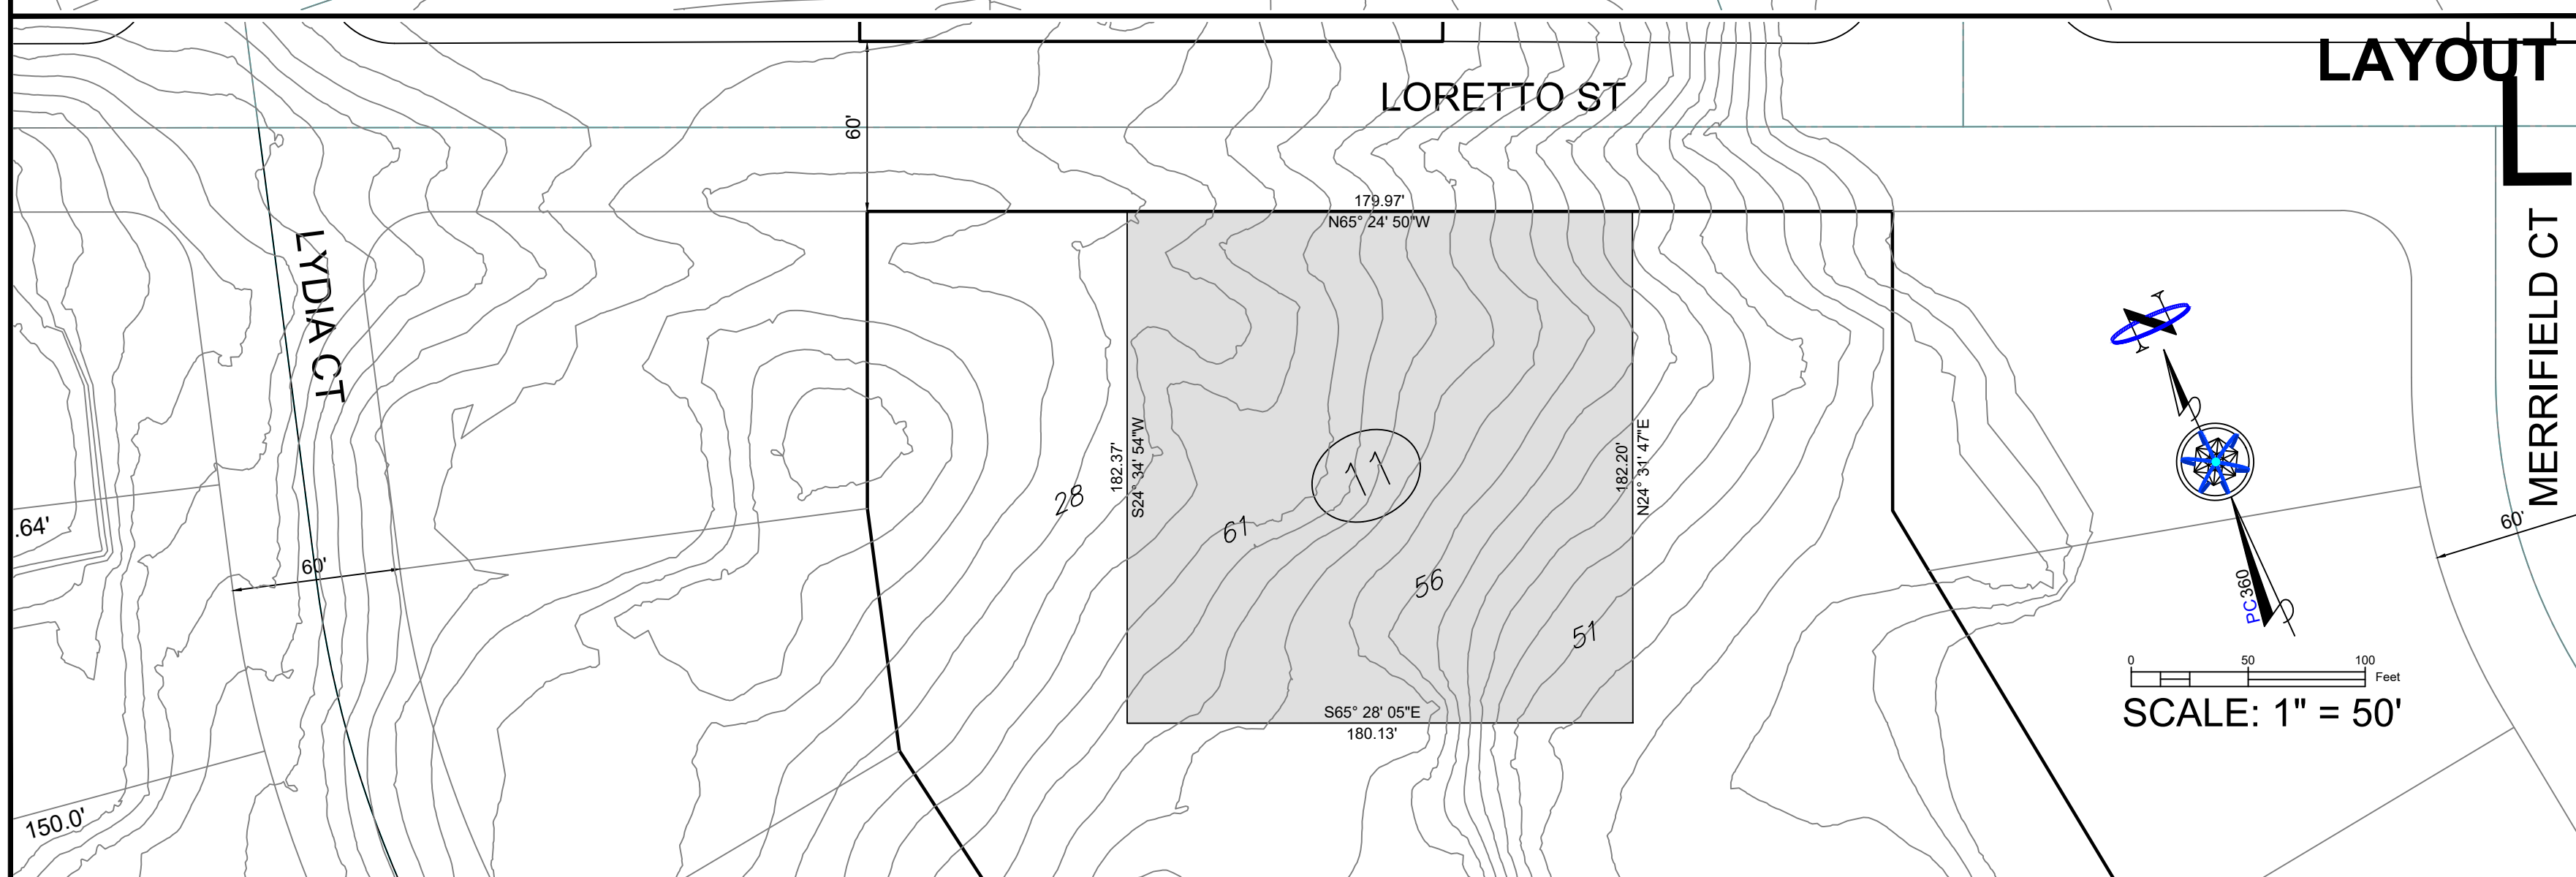 LAYOUT
L
LORETTO ST
60'
179.97'
N65° 24' 50"W
LYDIA CT
MERRIFIELD CT
N
182.37'
S24° 34' 54"W
182.20'
N24° 31' 47"E
11
28
61
56
51
.64'
60'
60'
PC360
0 50 100
Feet
SCALE: 1" = 50'
S65° 28' 05"E
180.13'
150.0'